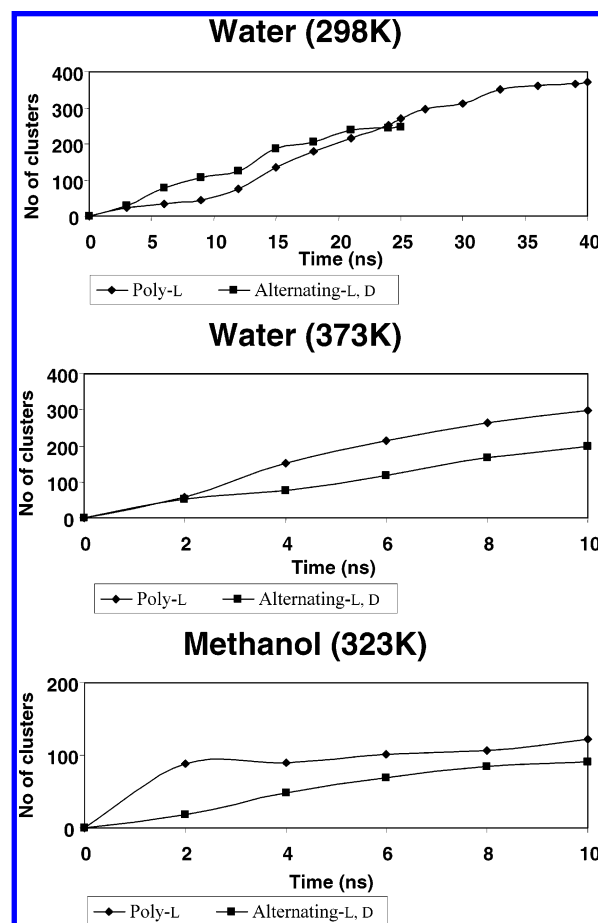 Water (298K)
400
300
200
100
0
No of clusters
0 5 10 15 20 25 30 35 40
Time (ns)
Poly-L Alternating-L, D
Water (373K)
400
300
200
100
0
No of clusters
0 2 4 6 8 10
Time (ns)
Poly-L Alternating-L, D
Methanol (323K)
200
100
0
No of clusters
0 2 4 6 8 10
Time (ns)
Poly-L Alternating-L, D